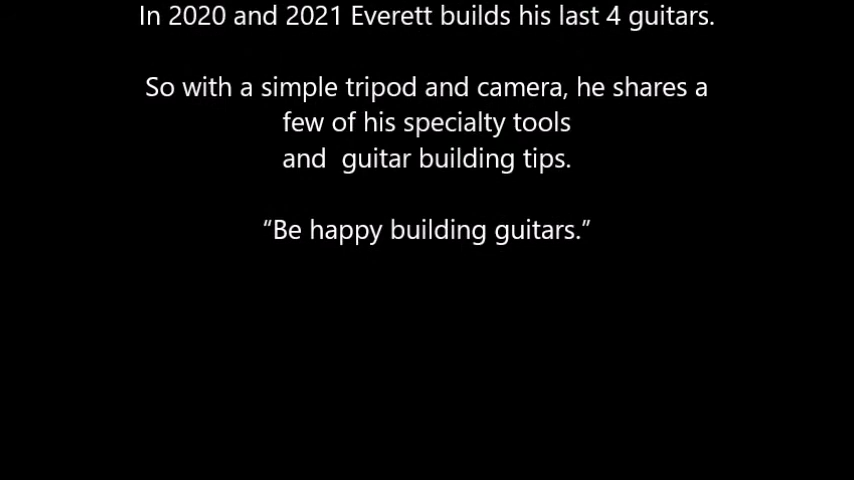 In 2020 and 2021 Everett builds his last 4 guitars.
So with a simple tripod and camera, he shares a
few of his specialty tools
and  guitar building tips.
“Be happy building guitars.”